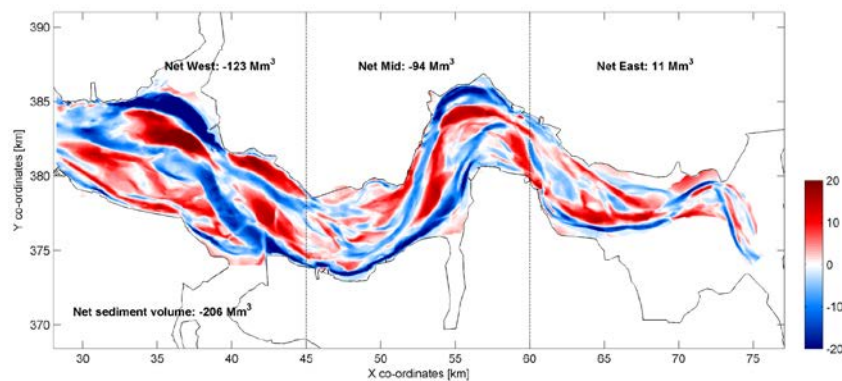 390
Net West: -123 Mm³ Net Mid: -94 Mm³ Net East: 11 Mm³
385
Y co-ordinates [km]
380
375
370
Net sediment volume: -206 Mm³
30 35 40 45 50 55 60 65 70 75
X co-ordinates [km]
20
10
0
-10
-20